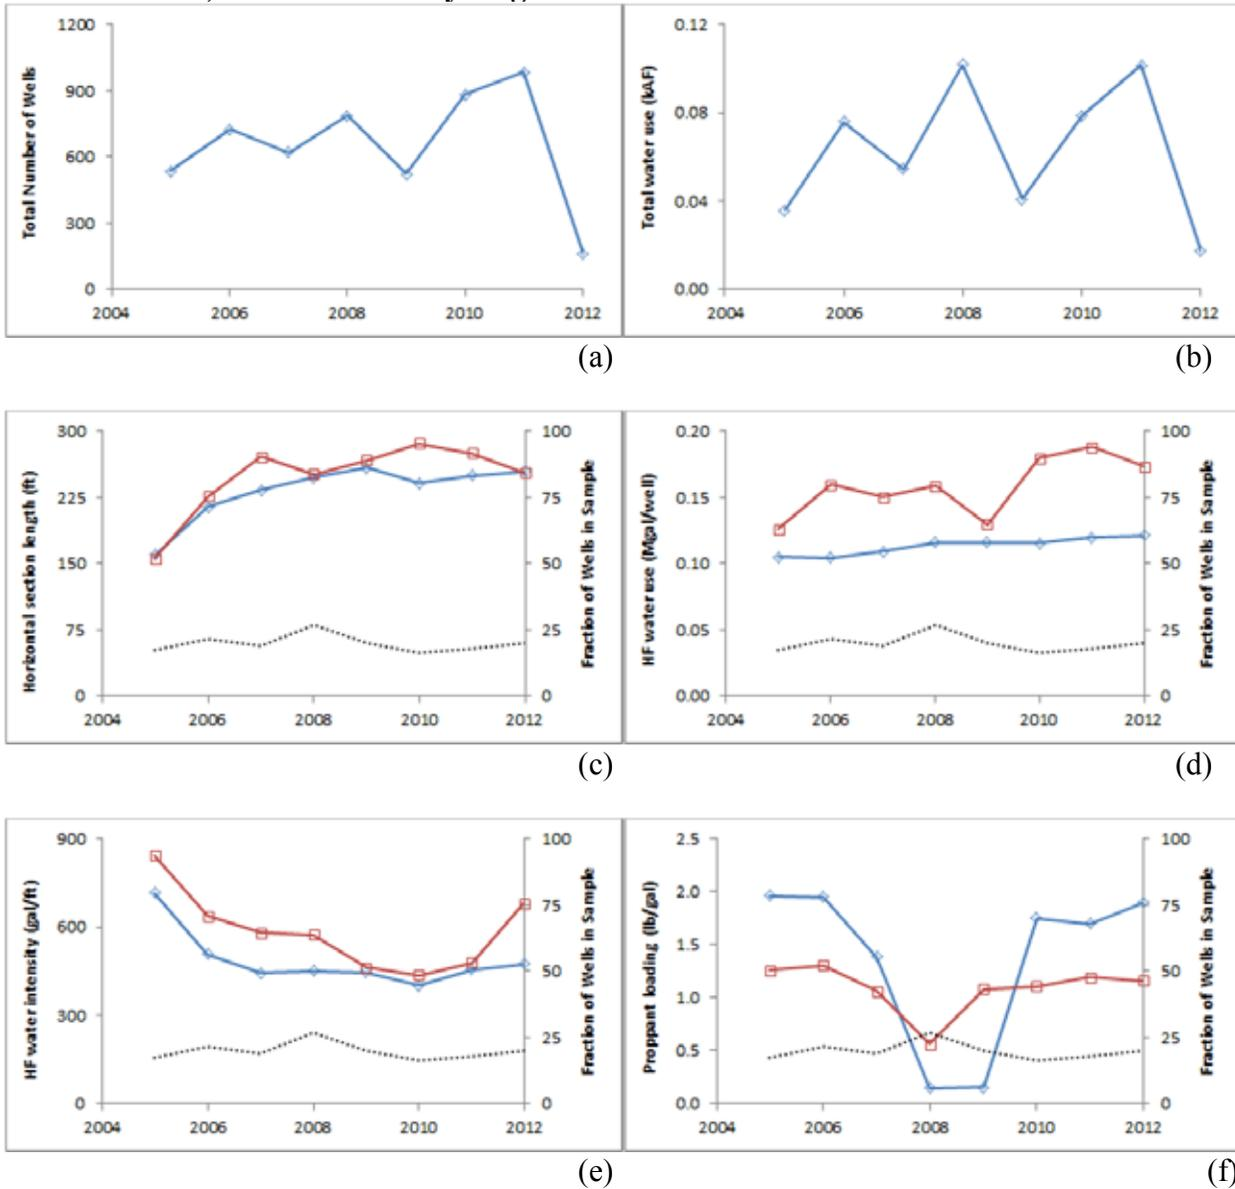 1200
900
600
300
0
Total Number of Wells
2004 2006 2008 2010 2012
(a)
0.12
0.08
0.04
0.00
Total water use (kAF)
2004 2006 2008 2010 2012
(b)
300
225
150
75
0
Horizontal section length (ft)
100
75
50
25
0
Fraction of Wells in Sample
2004 2006 2008 2010 2012
(c)
0.20
0.15
0.10
0.05
0.00
HF water use (Mgal/well)
100
75
50
25
0
Fraction of Wells in Sample
2004 2006 2008 2010 2012
(d)
900
600
300
0
HF water intensity (gal/ft)
100
75
50
25
0
Fraction of Wells in Sample
2004 2006 2008 2010 2012
(e)
2.5
2.0
1.5
1.0
0.5
0.0
Proppant loading (lb/gal)
100
75
50
25
0
Fraction of Wells in Sample
2004 2006 2008 2010 2012
(f)